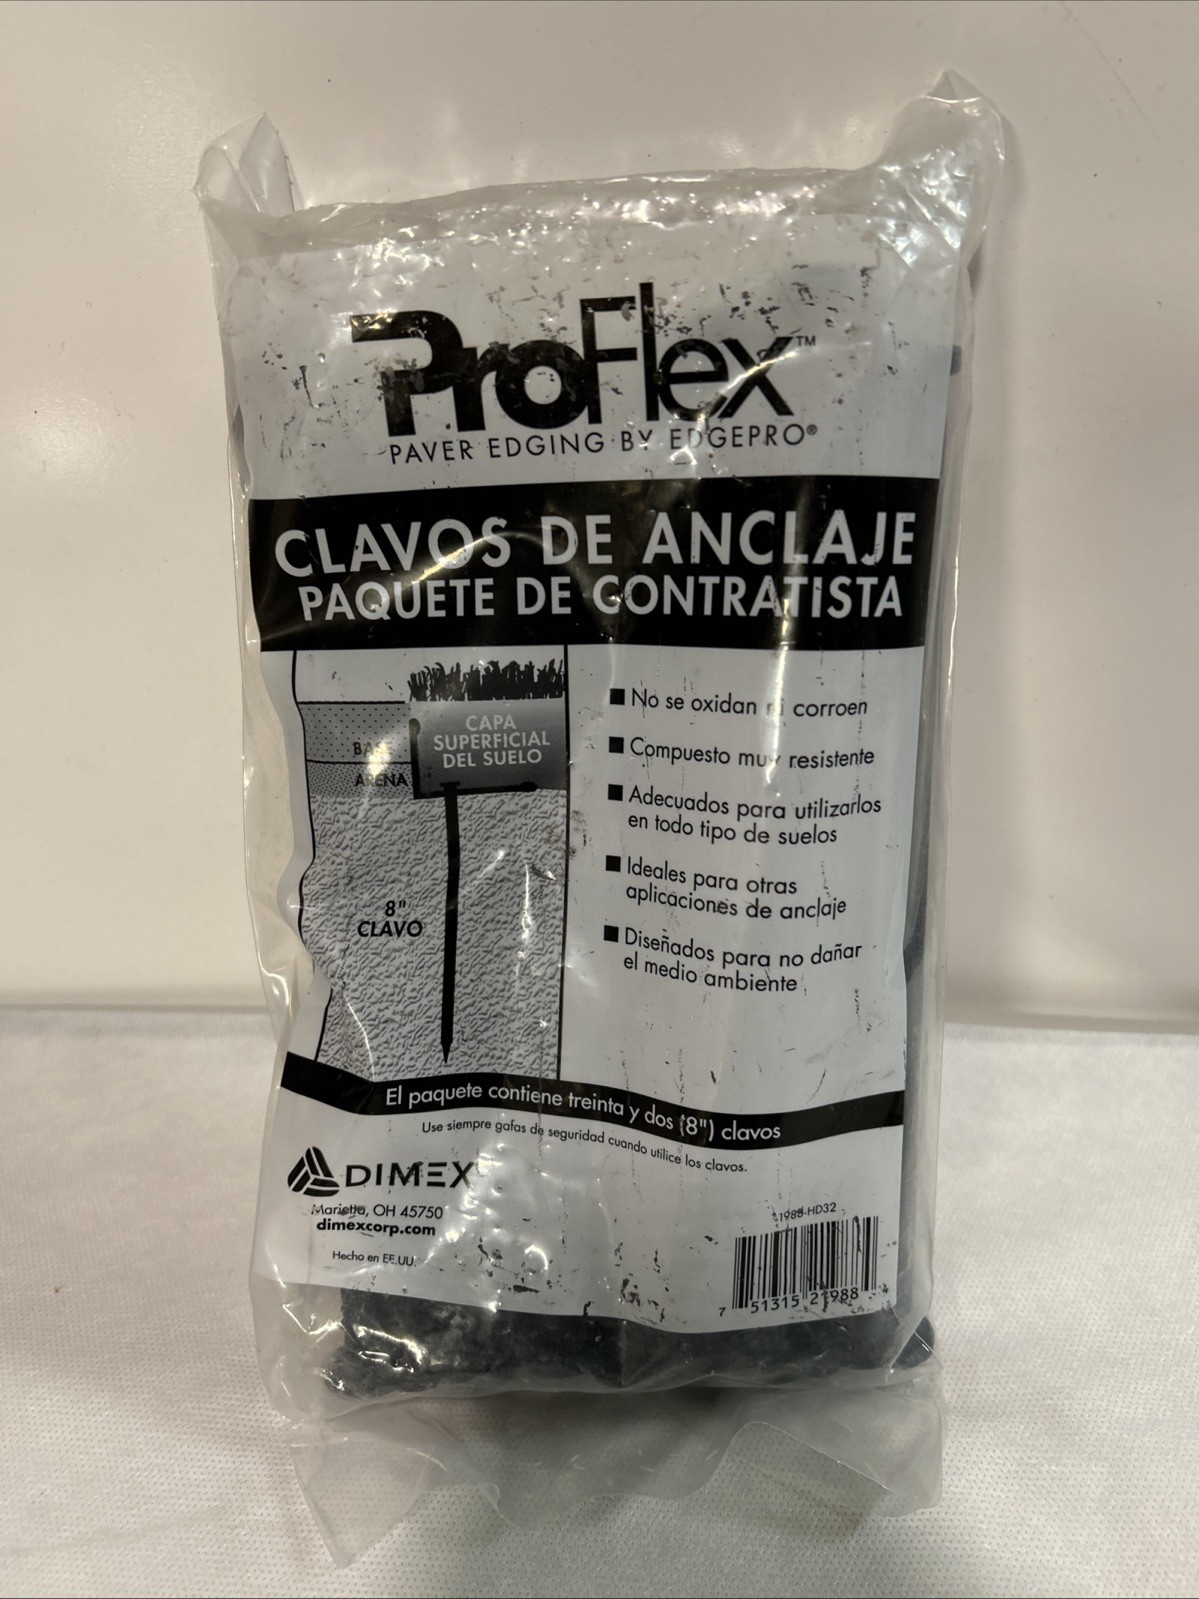 ProFlex™
PAVER EDGING BY EDGEPRO®
CLAVOS DE ANCLAJE
PAQUETE DE CONTRATISTA
CAPA
SUPERFICIAL
DEL SUELO
BASE
ARENA
8"
CLAVO
■ No se oxidan ni corroen
■ Compuesto muy resistente
■ Adecuados para utilizarlos
en todo tipo de suelos
■ Ideales para otras
aplicaciones de anclaje
■ Diseñados para no dañar
el medio ambiente
El paquete contiene treinta y dos (8") clavos
Use siempre gafas de seguridad cuando utilice los clavos.
DIMEX
Marietta, OH 45750
dimexcorp.com
Hecho en EE.UU.
1988-HD32
7 51315 21988 4